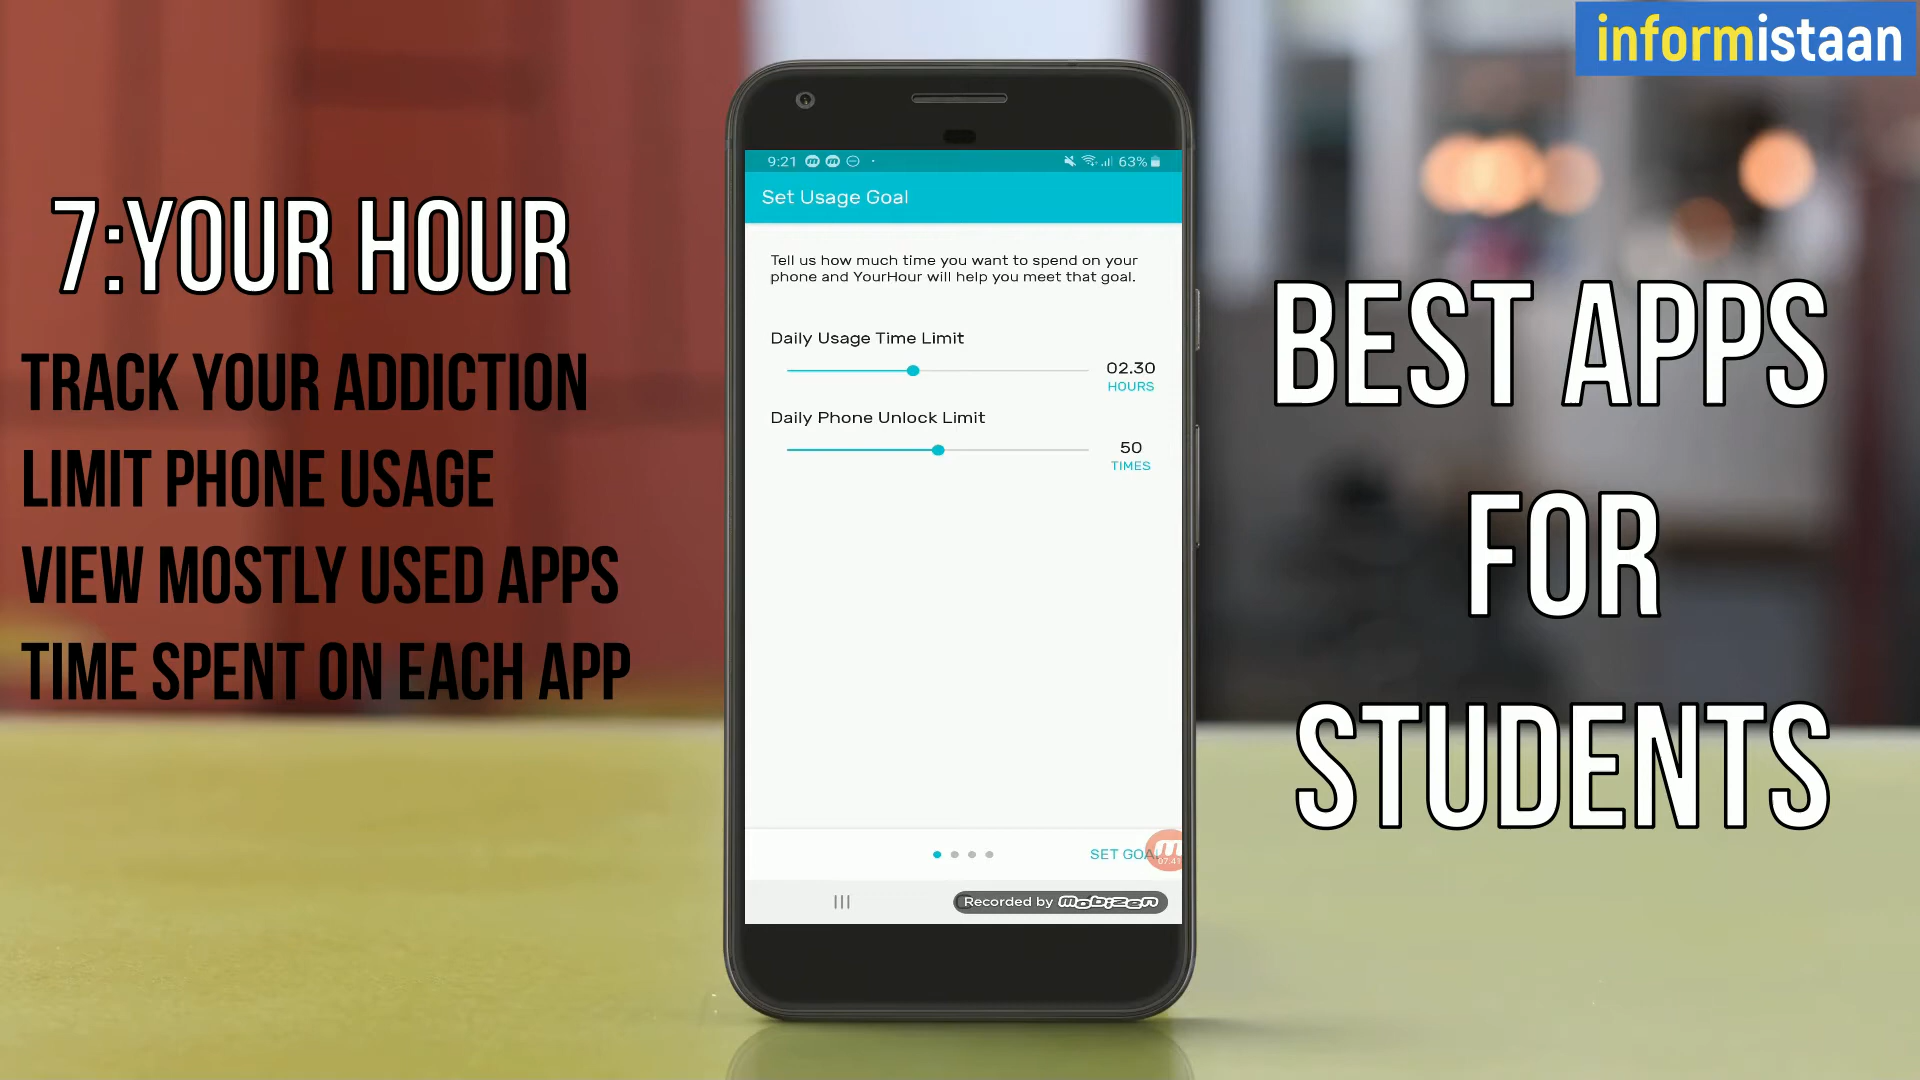 informistaan
7:YOUR HOUR
TRACK YOUR ADDICTION
LIMIT PHONE USAGE
VIEW MOSTLY USED APPS
TIME SPENT ON EACH APP
9:21
63%
Set Usage Goal
Tell us how much time you want to spend on your
phone and YourHour will help you meet that goal.
Daily Usage Time Limit
02.30
HOURS
Daily Phone Unlock Limit
50
TIMES
SET GOA
07:41
Recorded by mobizen
BEST APPS
FOR
STUDENTS